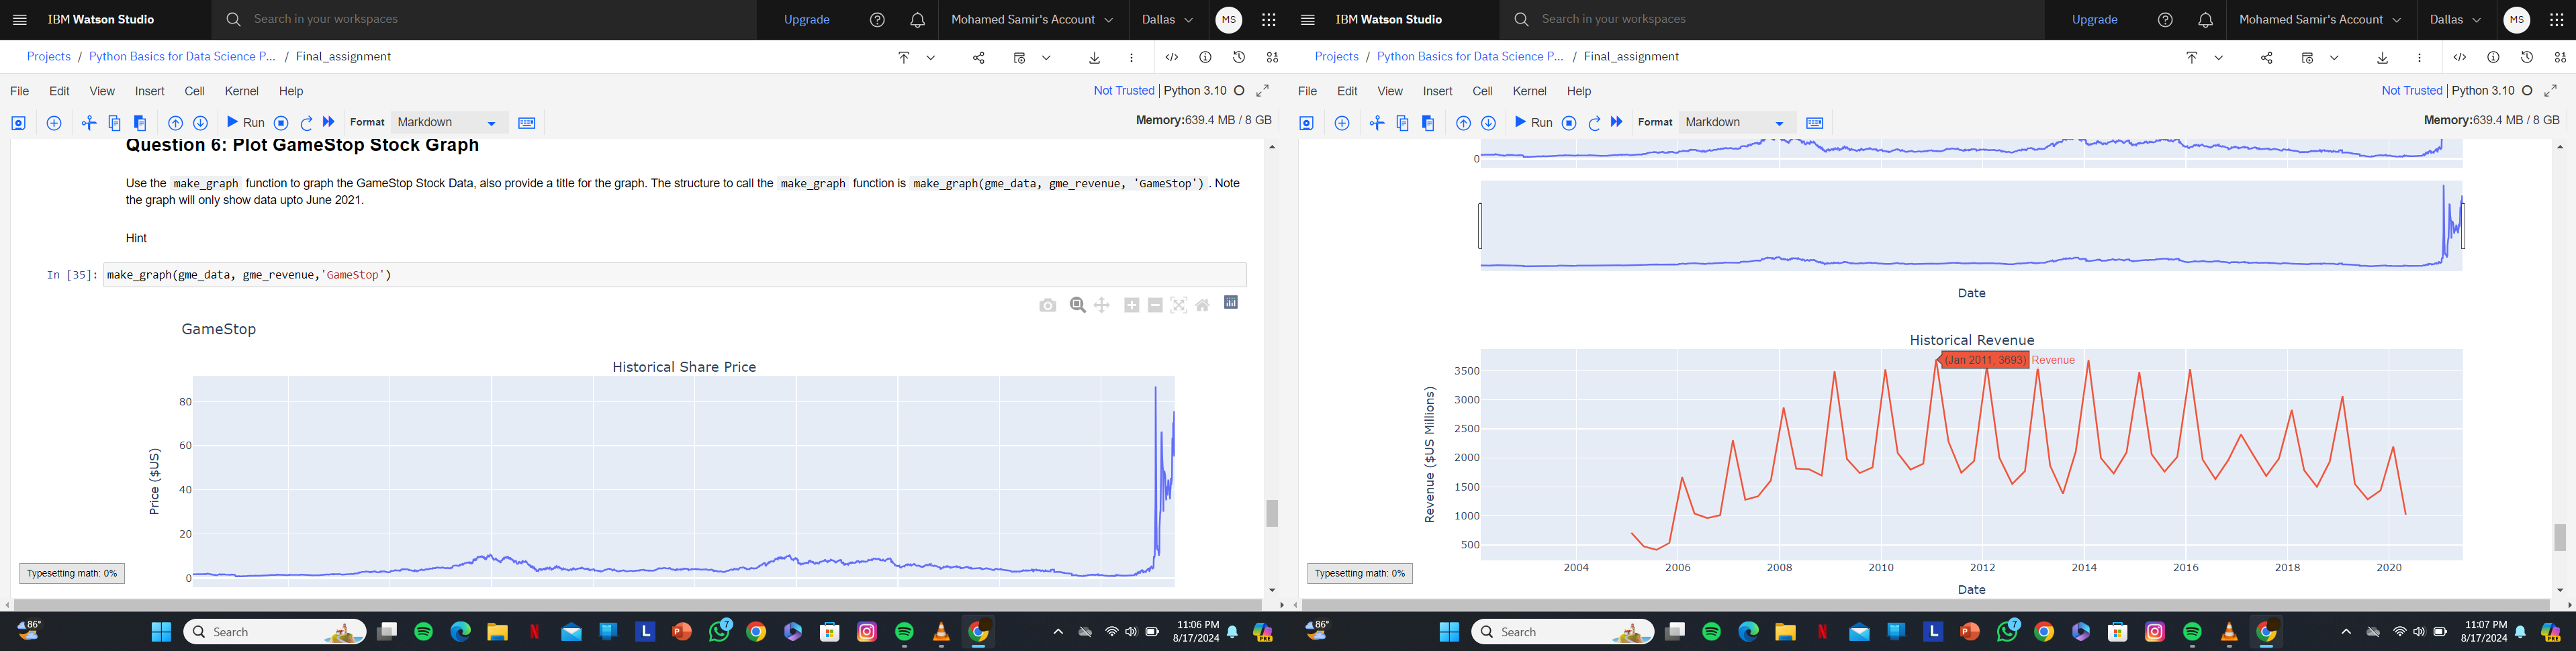 IBM Watson Studio
Search in your workspaces
Upgrade
Mohamed Samir's Account
Dallas
MS
Projects / Python Basics for Data Science P... / Final_assignment
File Edit View Insert Cell Kernel Help
Not Trusted | Python 3.10
Run
Format Markdown
Memory:639.4 MB / 8 GB
Question 6: Plot GameStop Stock Graph
Use the make_graph function to graph the GameStop Stock Data, also provide a title for the graph. The structure to call the make_graph function is make_graph(gme_data, gme_revenue, 'GameStop') . Note
the graph will only show data upto June 2021.
Hint
In [35]: make_graph(gme_data, gme_revenue,'GameStop')
GameStop
Historical Share Price
80
60
40
20
0
Price ($US)
Typesetting math: 0%
86°
Search
7
11:06 PM
8/17/2024
IBM Watson Studio
Search in your workspaces
Upgrade
Mohamed Samir's Account
Dallas
MS
Projects / Python Basics for Data Science P... / Final_assignment
File Edit View Insert Cell Kernel Help
Not Trusted | Python 3.10
Run
Format Markdown
Memory:639.4 MB / 8 GB
0
Date
Historical Revenue
(Jan 2011, 3693) Revenue
3500
3000
2500
2000
1500
1000
500
Revenue ($US Millions)
2004 2006 2008 2010 2012 2014 2016 2018 2020
Date
Typesetting math: 0%
86°
Search
7
11:07 PM
8/17/2024